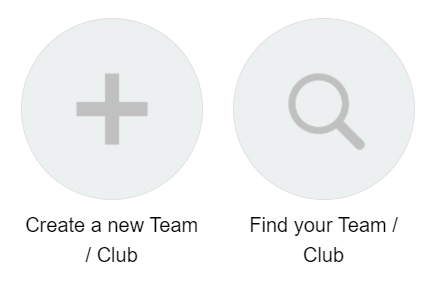 Create a new Team
/ Club
Find your Team /
Club